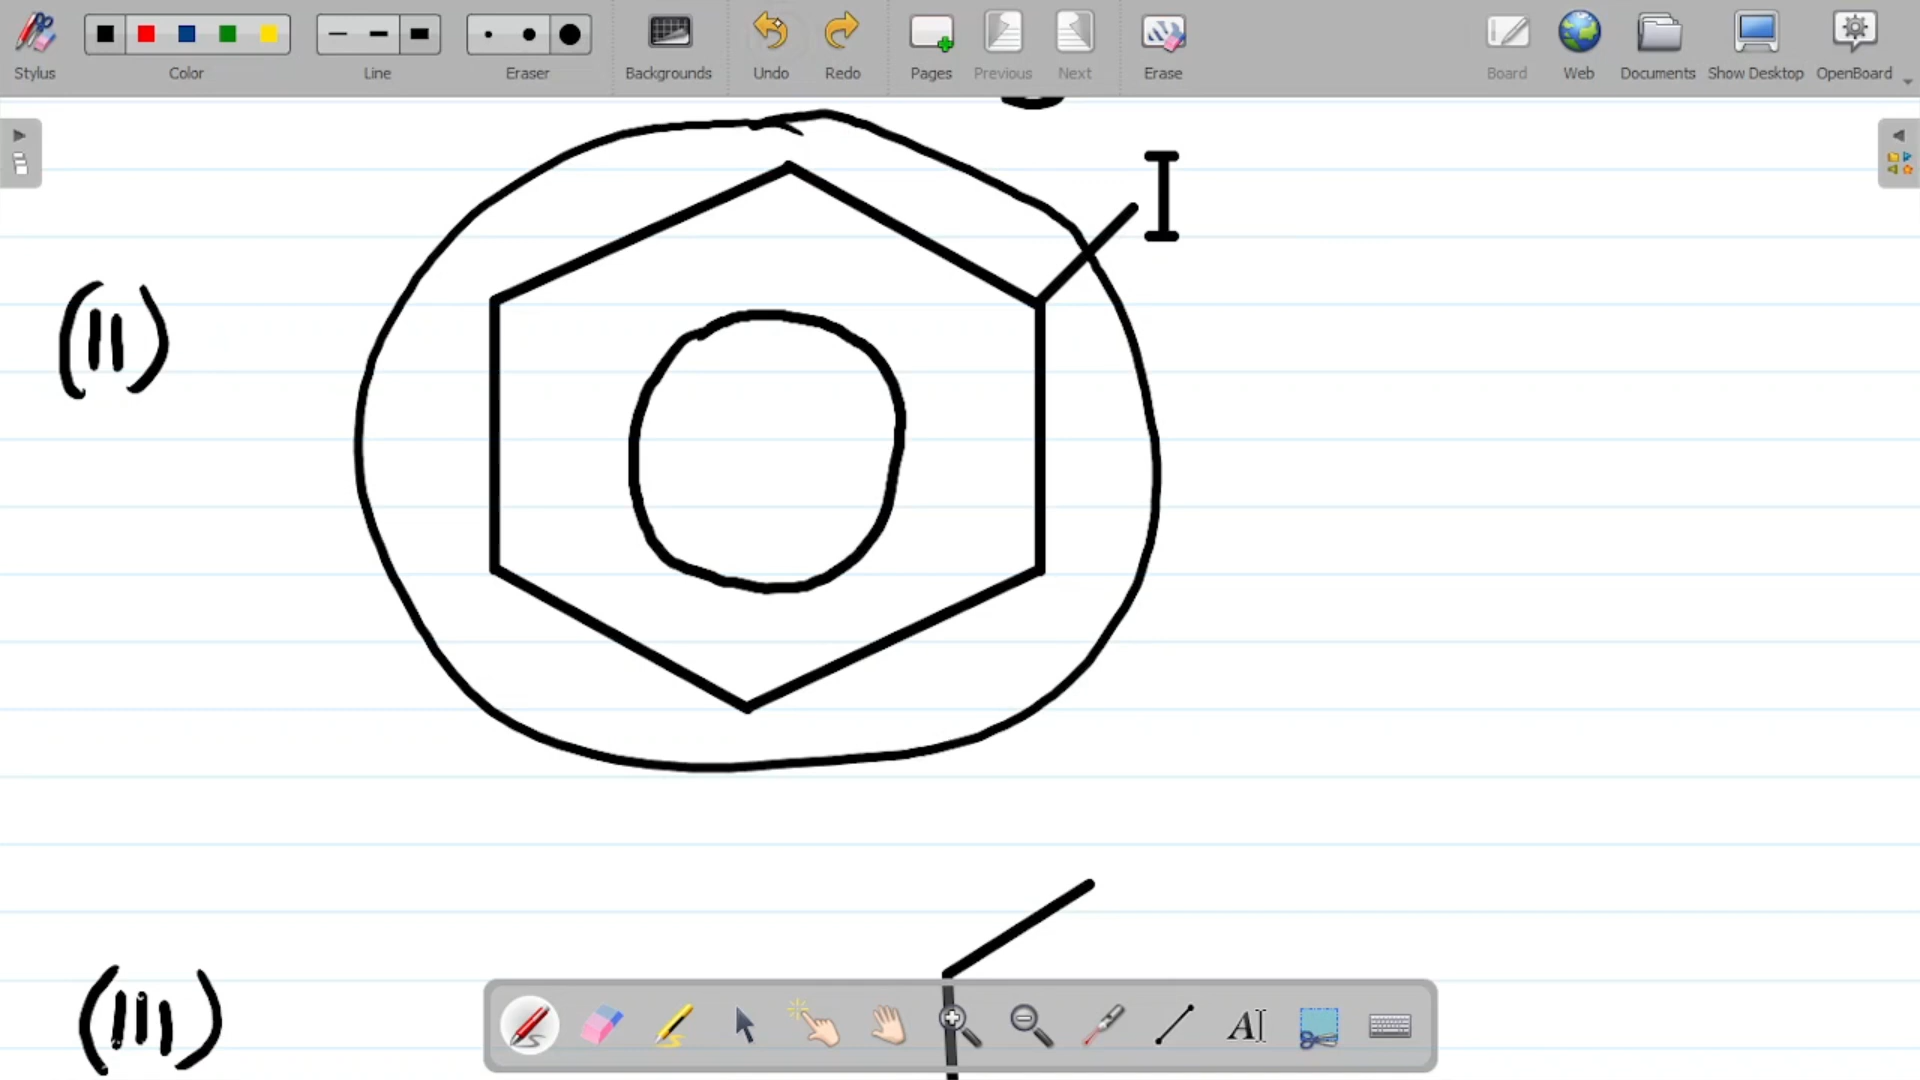 Stylus
Color
Line
Eraser
Backgrounds
Undo
Redo
Pages
Previous
Next
Erase
Board
Web
Documents
Show Desktop
OpenBoard
I
(II)
(III)
A